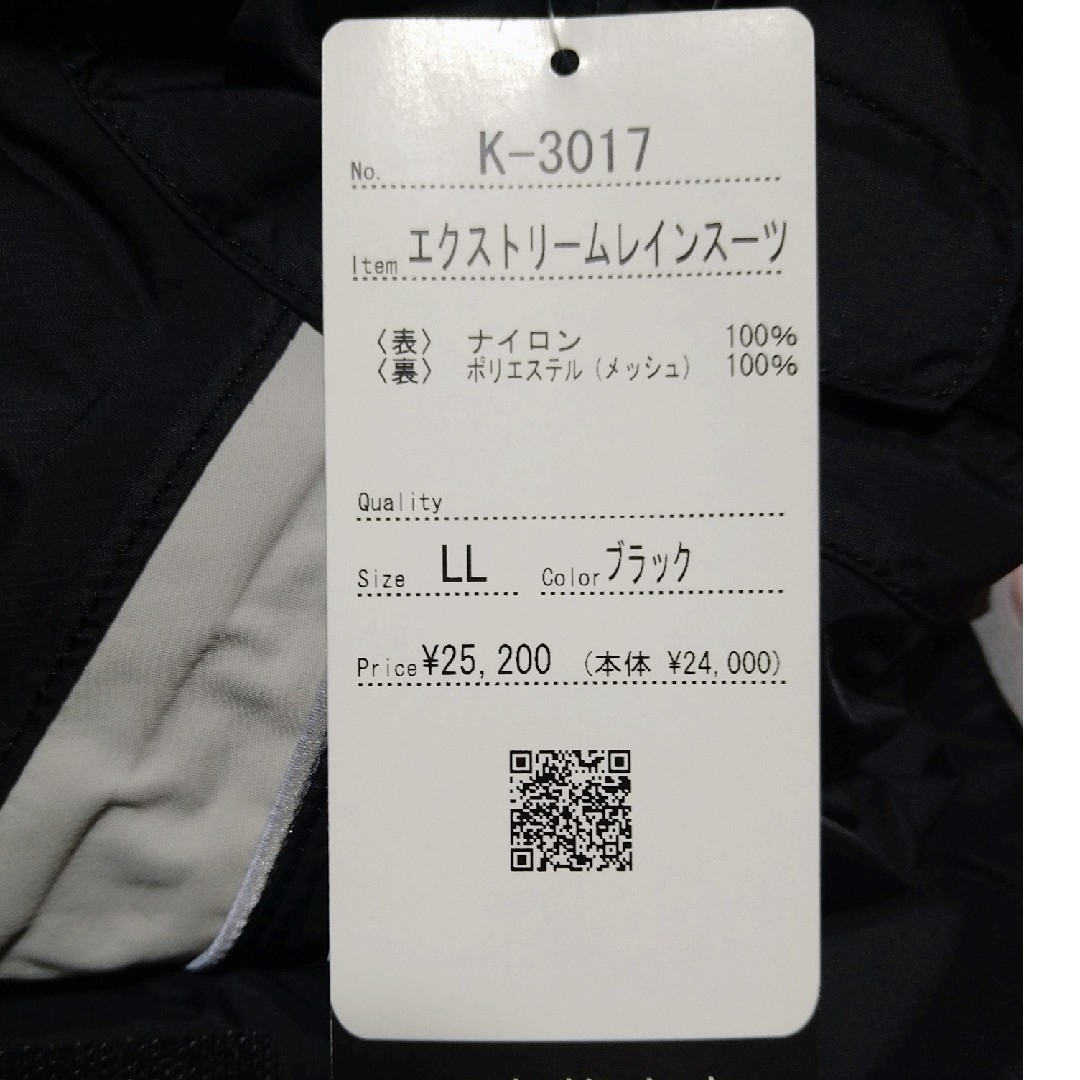 No. K-3017
Item エクストリームレインスーツ
〈表〉 ナイロン 100%
〈裏〉 ポリエステル(メッシュ) 100%
Quality
Size LL Color ブラック
Price ¥25,200 (本体 ¥24,000)